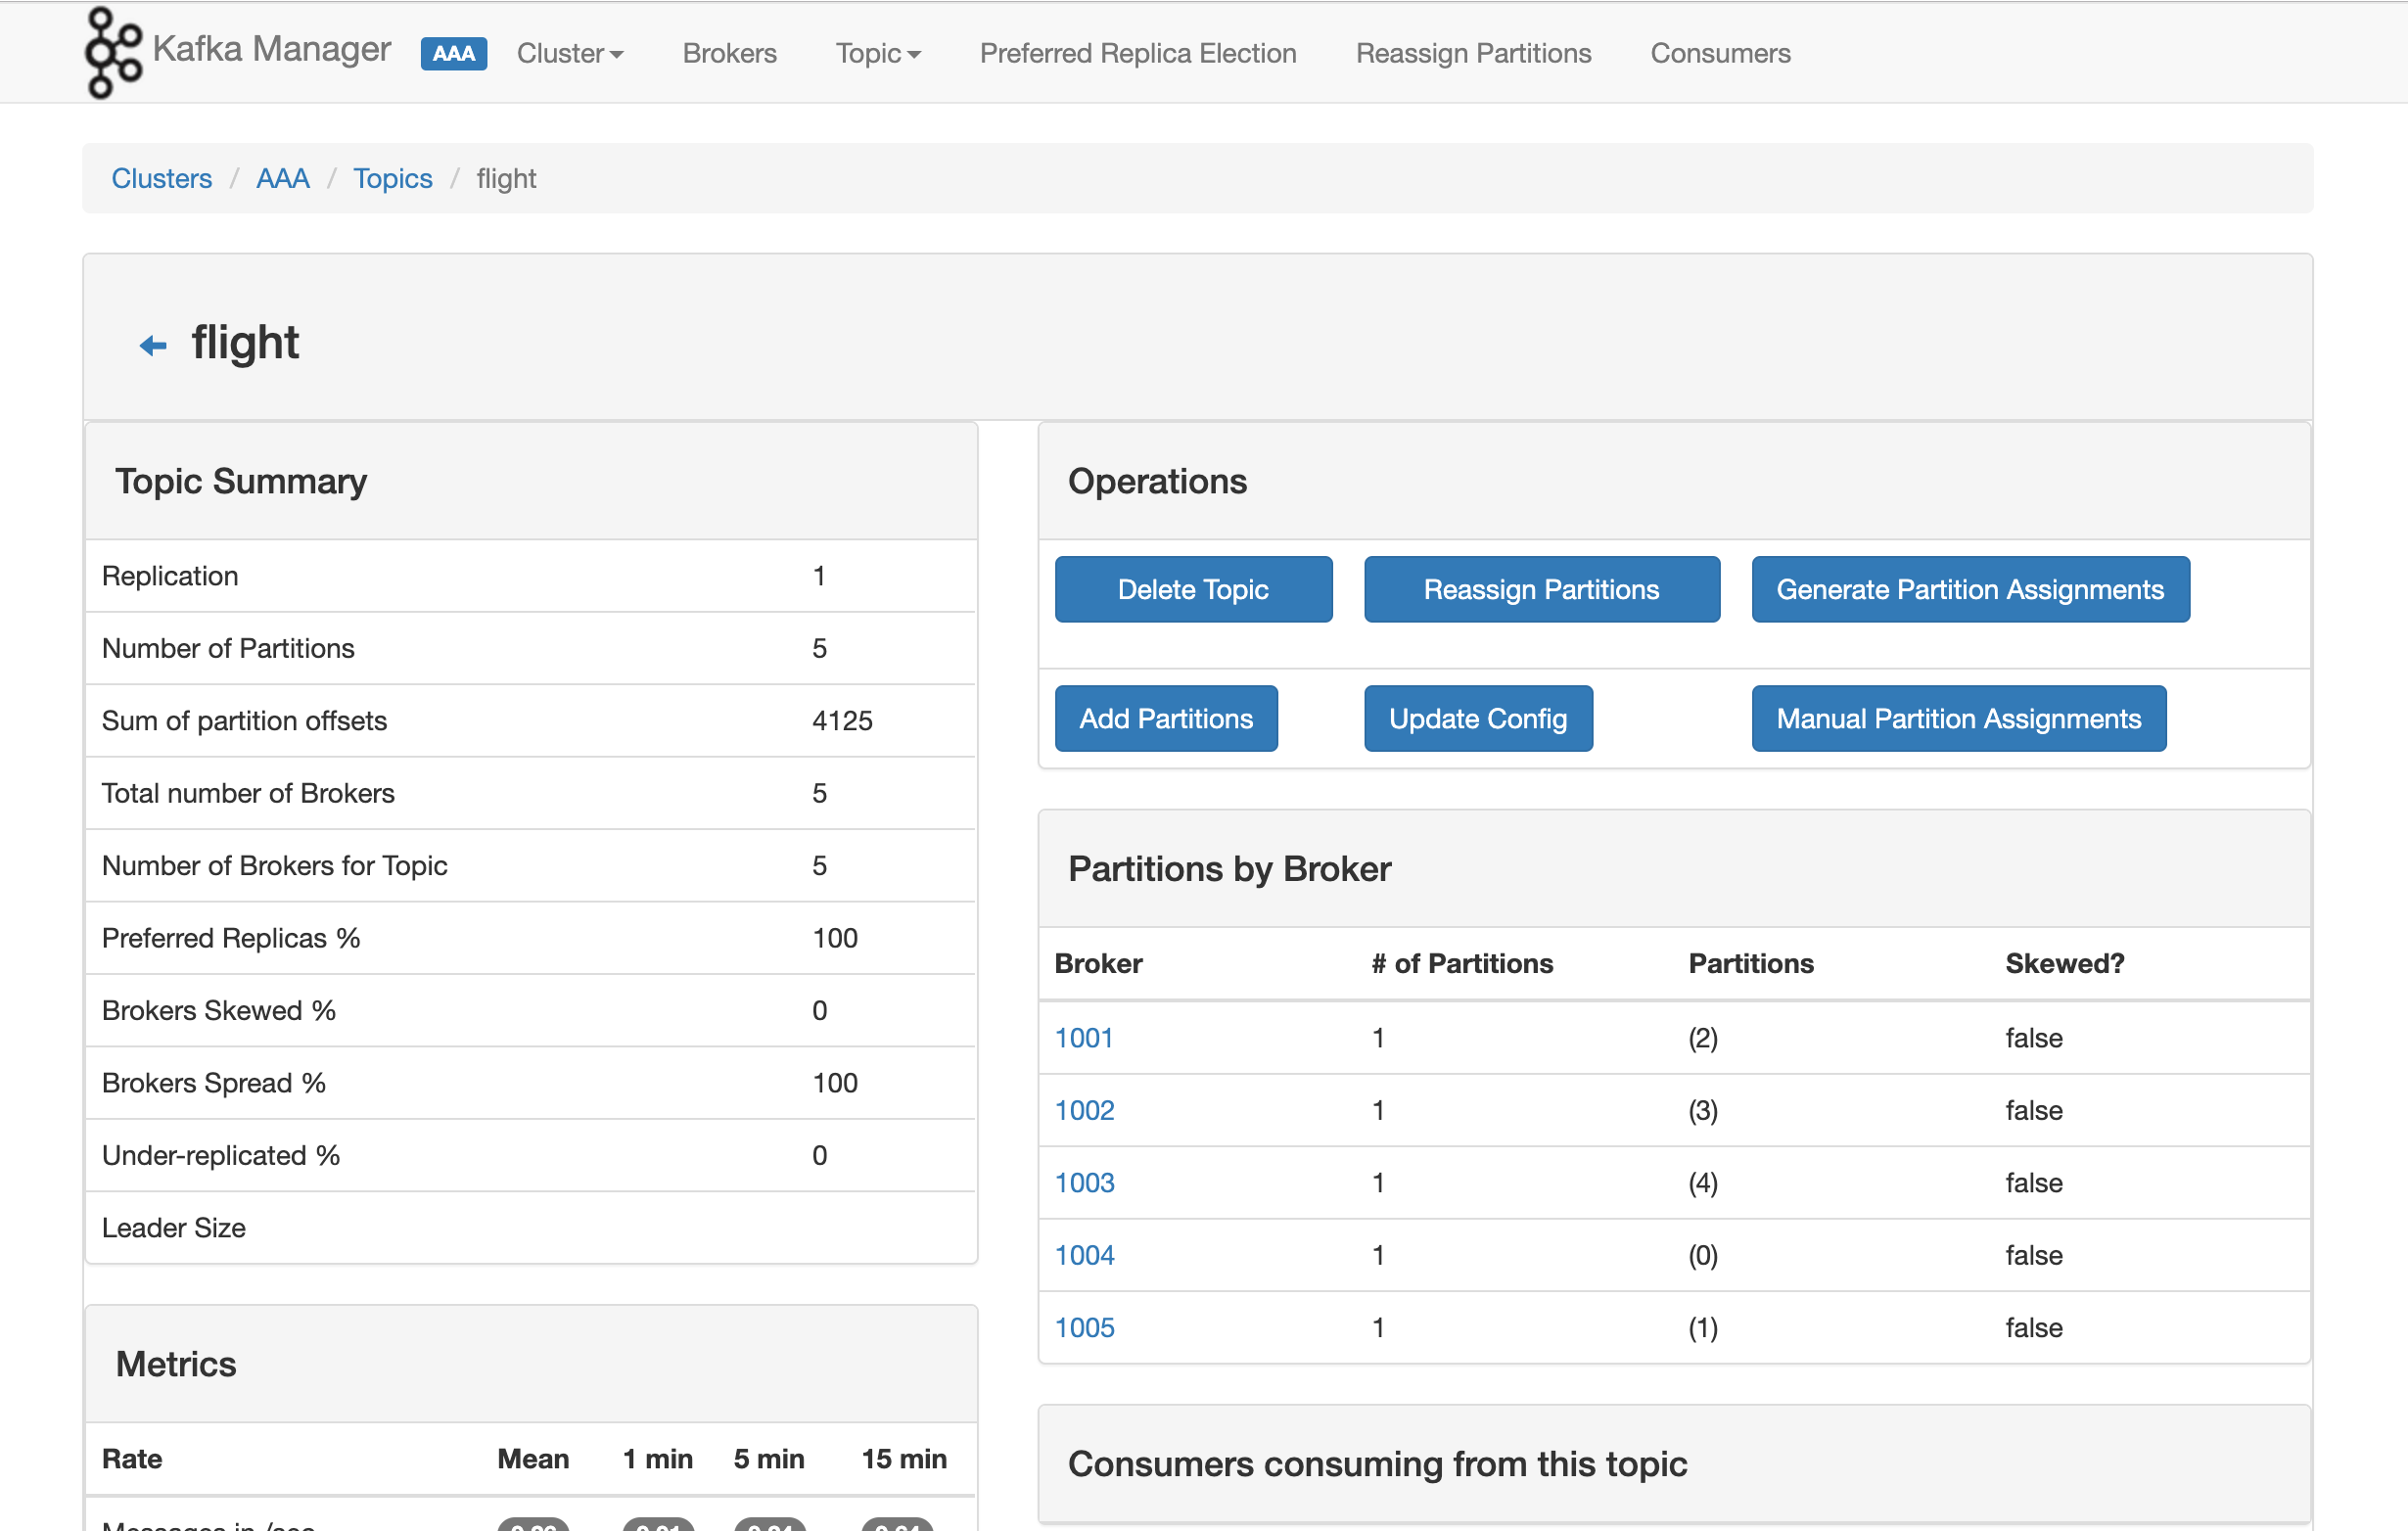 Kafka Manager AAA Cluster Brokers Topic Preferred Replica Election Reassign Partitions Consumers
Clusters / AAA / Topics / flight
flight
Topic Summary
Replication 1
Number of Partitions 5
Sum of partition offsets 4125
Total number of Brokers 5
Number of Brokers for Topic 5
Preferred Replicas % 100
Brokers Skewed % 0
Brokers Spread % 100
Under-replicated % 0
Leader Size
Metrics
Rate Mean 1 min 5 min 15 min
Operations
Delete Topic Reassign Partitions Generate Partition Assignments
Add Partitions Update Config Manual Partition Assignments
Partitions by Broker
Broker # of Partitions Partitions Skewed?
1001 1 (2) false
1002 1 (3) false
1003 1 (4) false
1004 1 (0) false
1005 1 (1) false
Consumers consuming from this topic